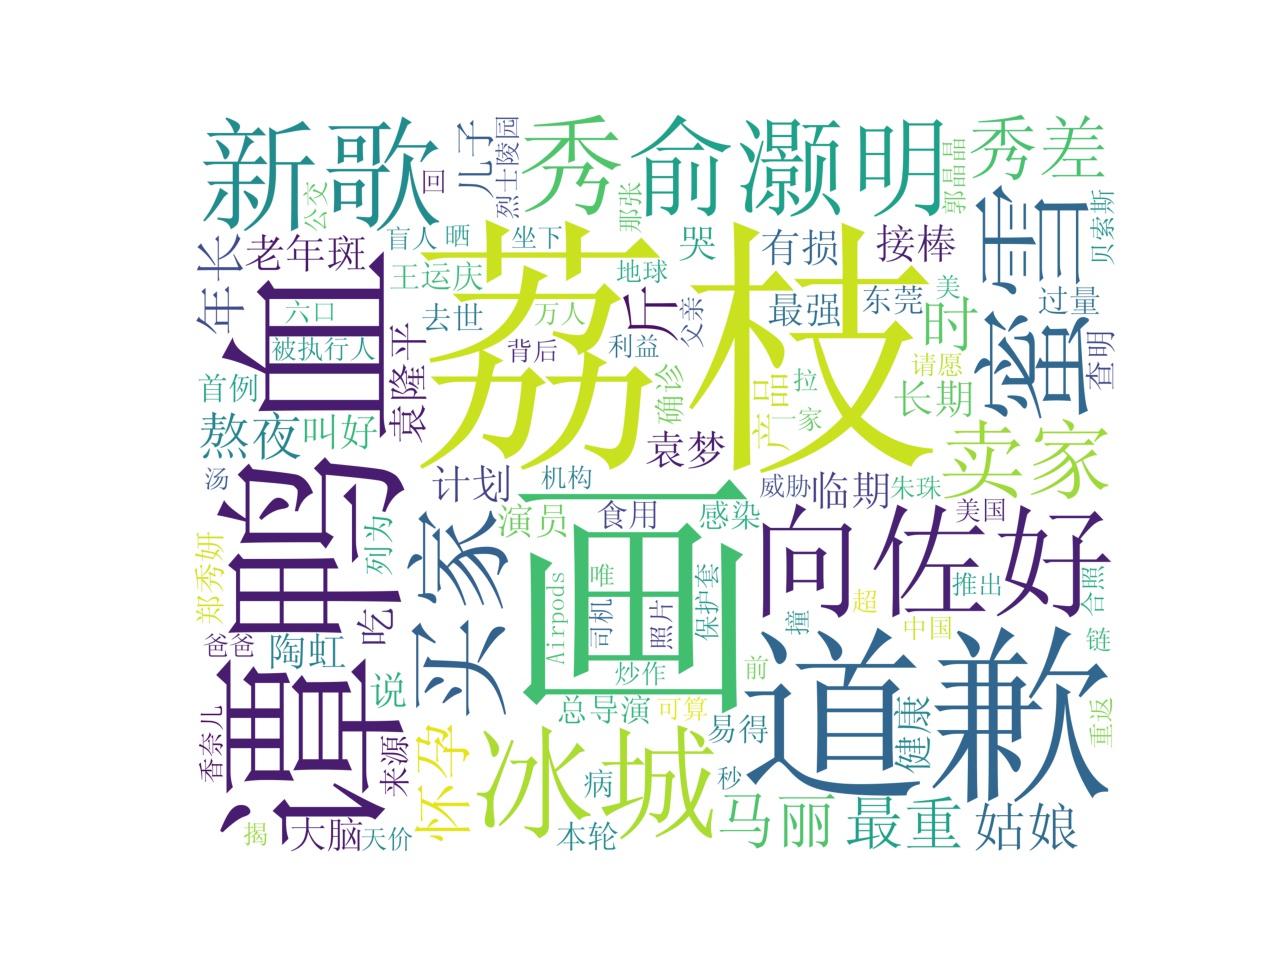 新歌
儿子
烈士陵园
秀
俞灏明
秀差
郭晶晶
公交
回
那张
雪
贝索斯
年长
老年斑
盲人
晒
坐下
哭
有损
接棒
荔枝
王运庆
地球
斤
父亲
最强
东莞
美
过量
血
六口
去世
万人
时
蜜
查明
被执行人
袁隆平
背后
利益
请愿
首例
确诊
产品
拉
长期
熬夜
叫好
袁梦
一家
卖家
汤
谭鸭
计划
机构
威胁
临期
朱珠
演员
食用
感染
美国
画
向佐好
郑秀妍
列为
买家
Airpods
唯
司机
照片
保护套
推出
合照
超
撞
中国
吃
爸爸
陶虹
链
道歉
说
炒作
前
香奈儿
来源
总导演
可算
易得
健康
重返
怀孕
冰城
病
秒
揭
大脑
天价
本轮
马丽
最重
姑娘